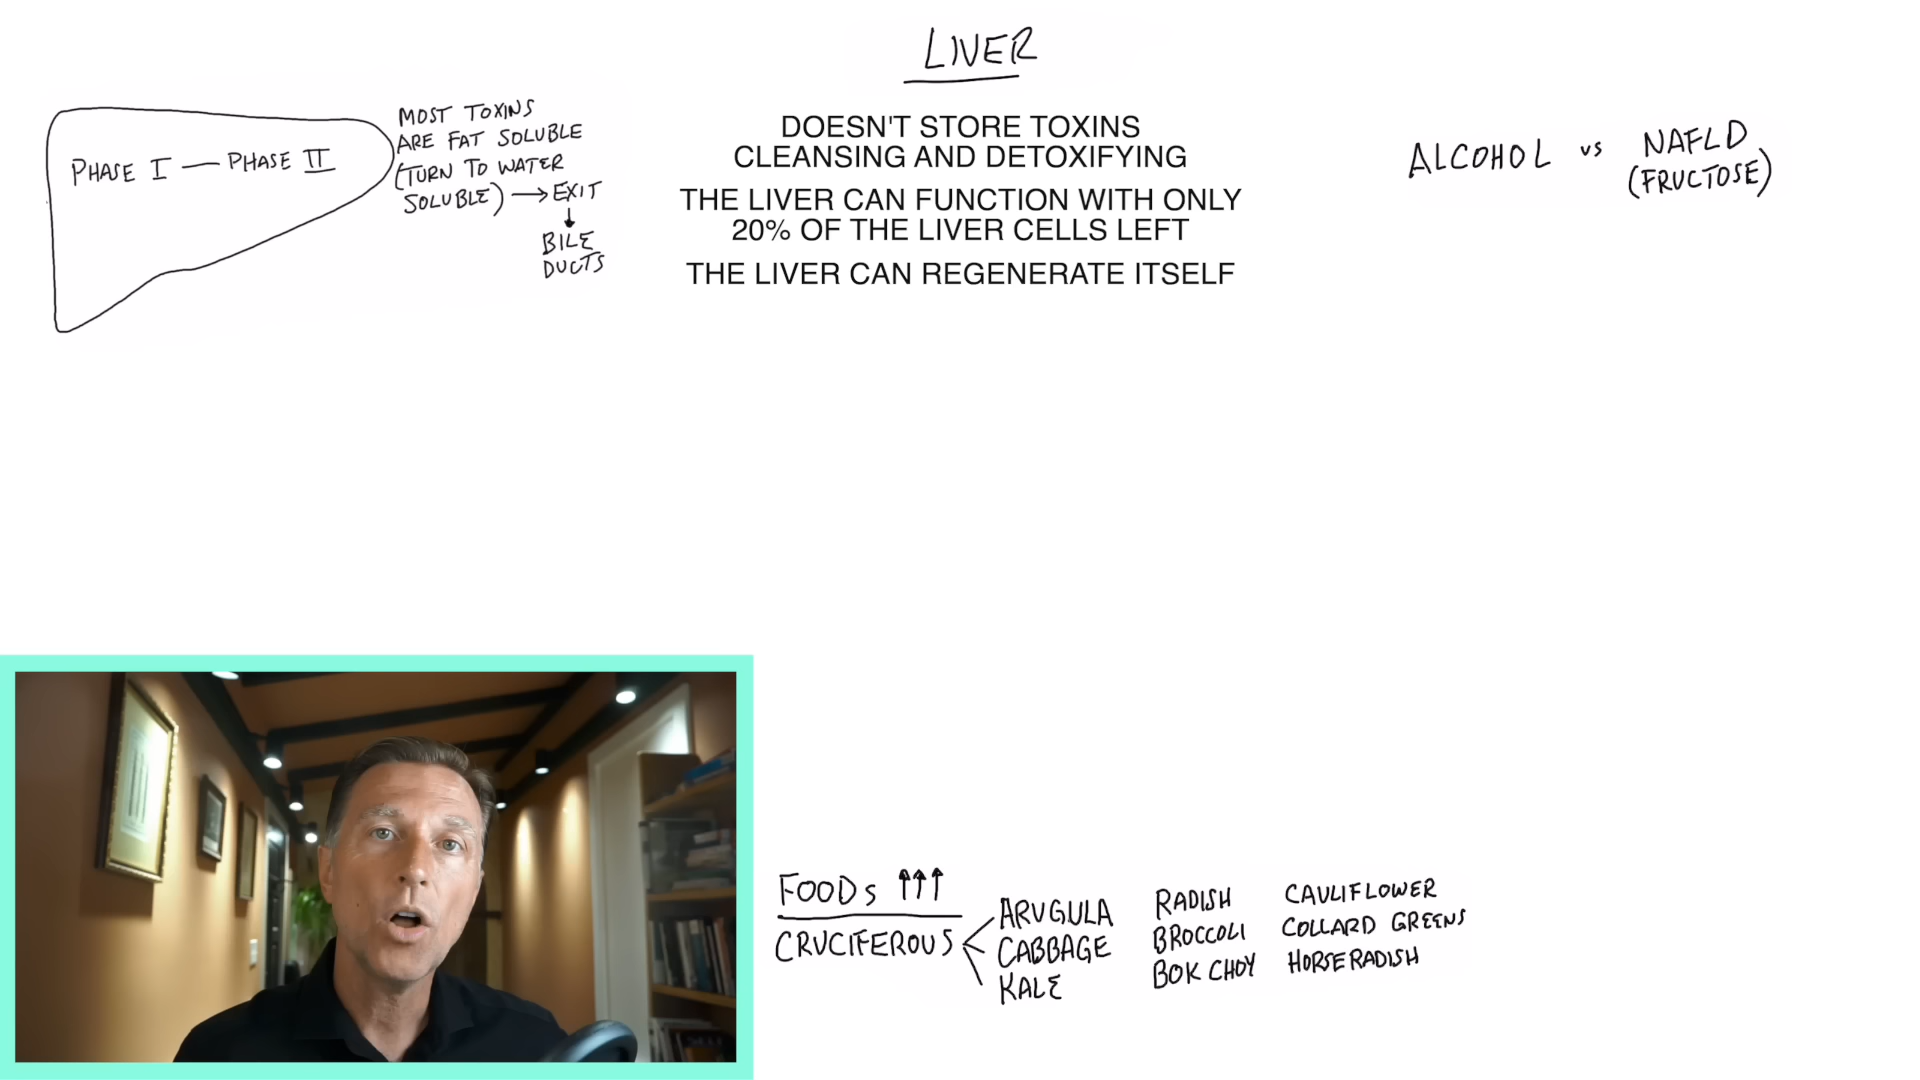 LIVER
PHASE I — PHASE II
MOST TOXINS
ARE FAT SOLUBLE
(TURN TO WATER
SOLUBLE) → EXIT
↓
BILE
DUCTS
DOESN'T STORE TOXINS
CLEANSING AND DETOXIFYING
THE LIVER CAN FUNCTION WITH ONLY
20% OF THE LIVER CELLS LEFT
THE LIVER CAN REGENERATE ITSELF
ALCOHOL vs NAFLD
(FRUCTOSE)
FOODS ↑↑↑
CRUCIFEROUS
ARUGULA
CABBAGE
KALE
RADISH
BROCCOLI
BOK CHOY
CAULIFLOWER
COLLARD GREENS
HORSERADISH